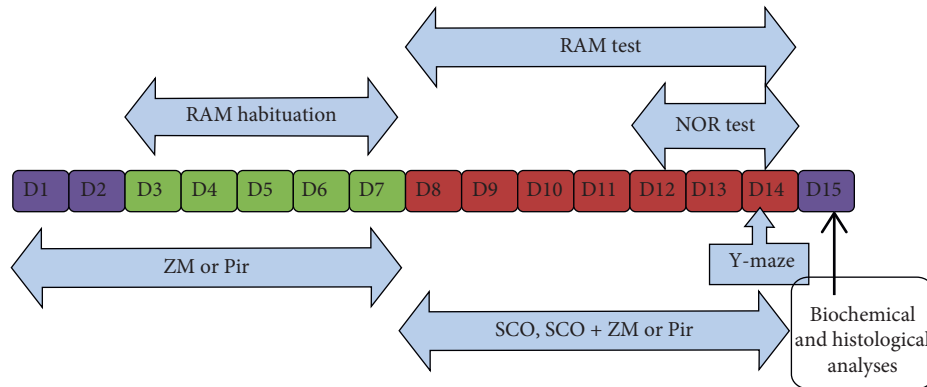 RAM test
RAM habituation
NOR test
D1 D2 D3 D4 D5 D6 D7 D8 D9 D10 D11 D12 D13 D14 D15
ZM or Pir
Y-maze
SCO, SCO + ZM or Pir
Biochemical
and histological
analyses